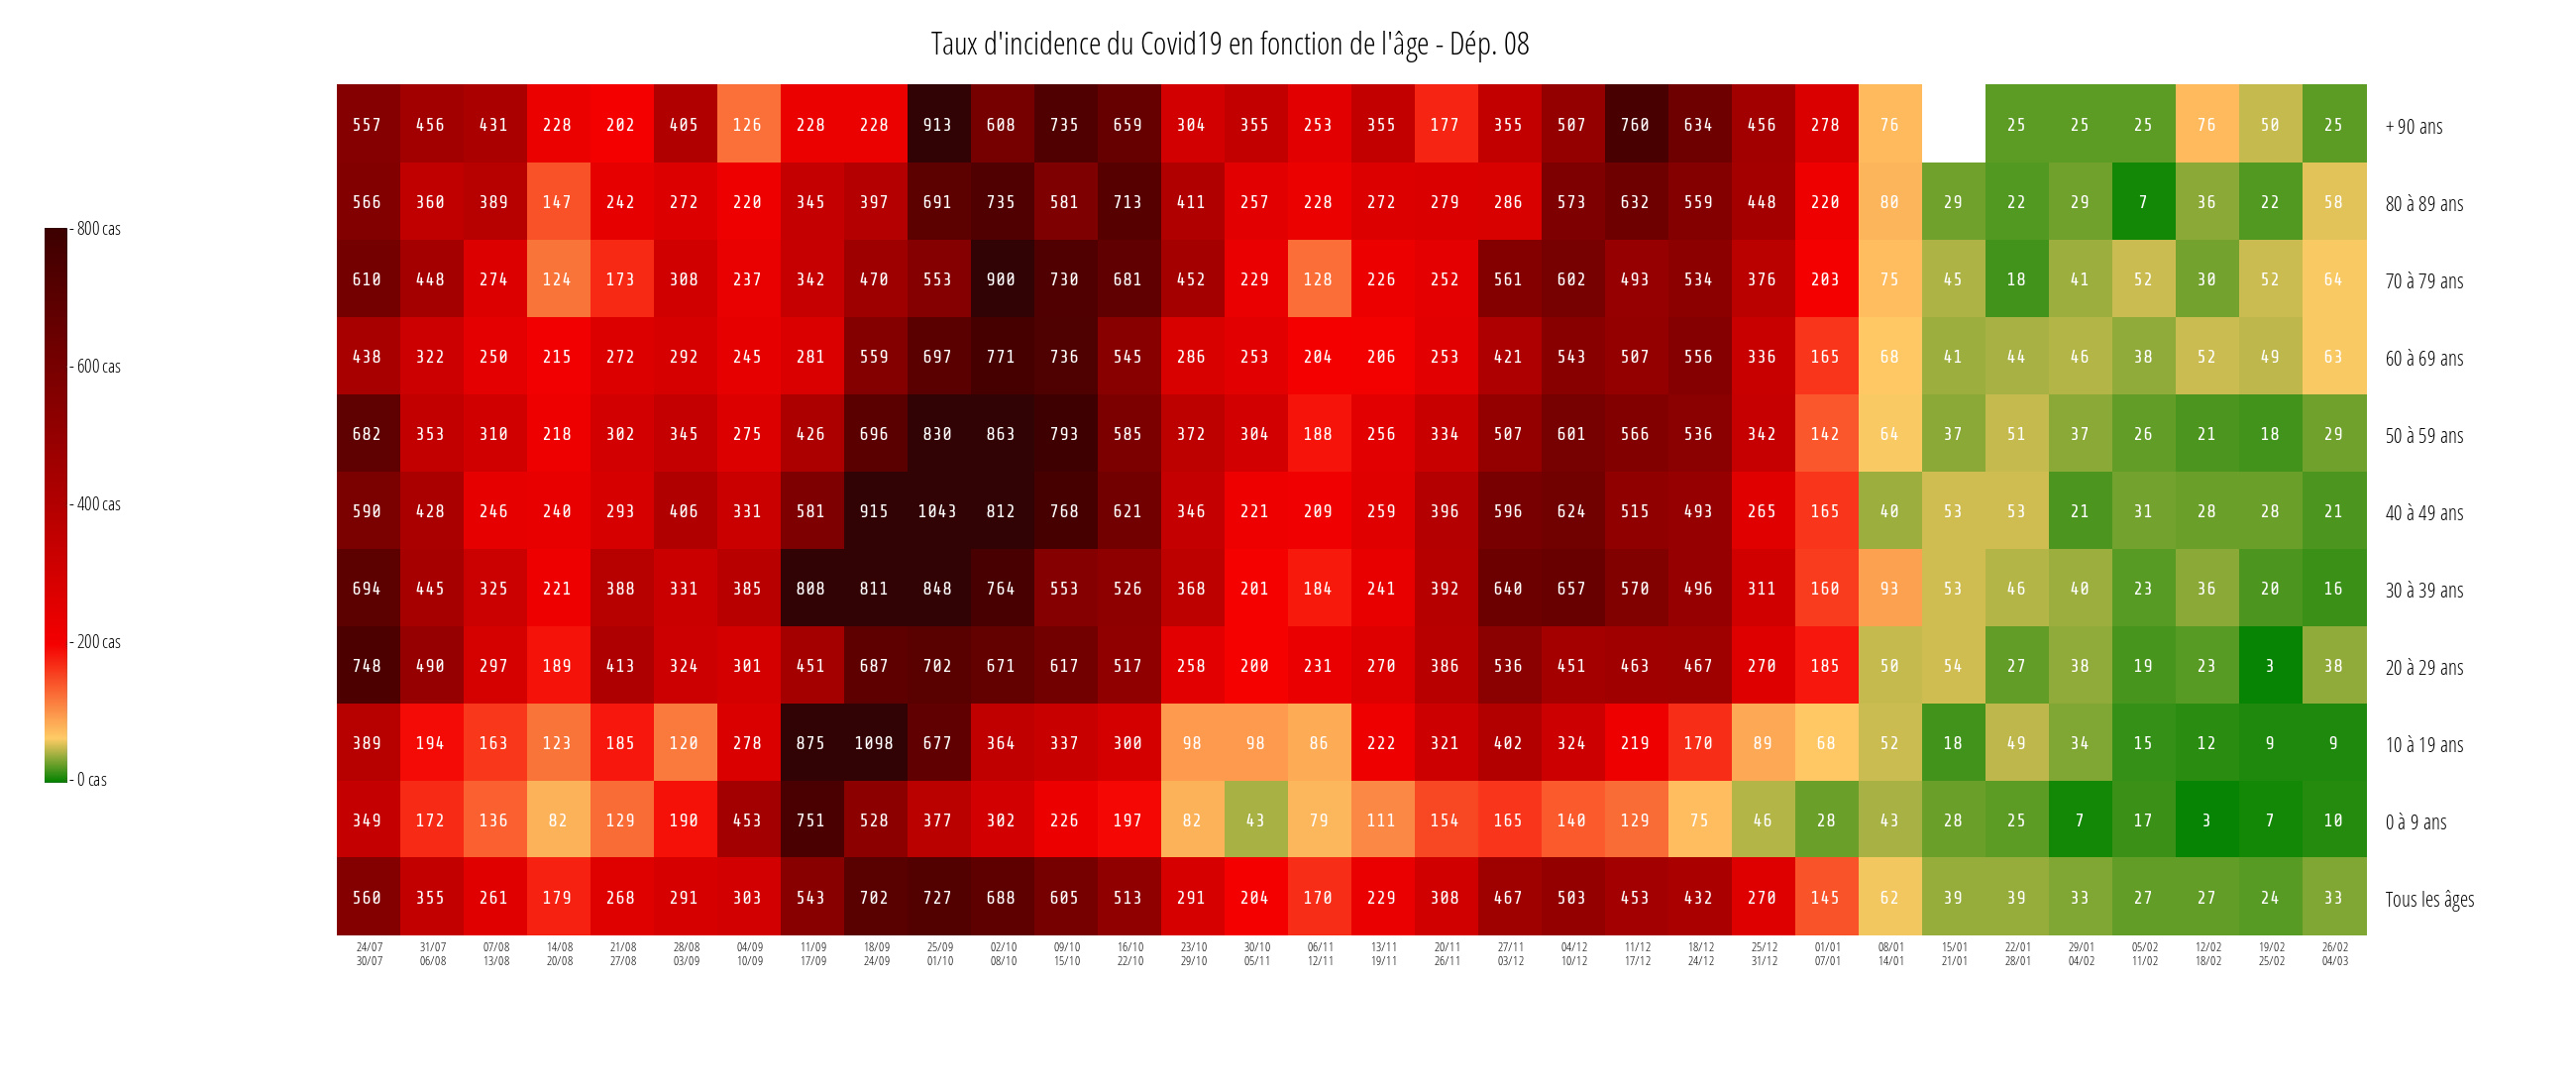 Taux d'incidence du Covid19 en fonction de l'âge - Dép. 08
- 800 cas
- 600 cas
- 400 cas
- 200 cas
- 0 cas
557 456 431 228 202 405 126 228 228 913 608 735 659 304 355 253 355 177 355 507 760 634 456 278 76 25 25 25 76 50 25 + 90 ans
566 360 389 147 242 272 220 345 397 691 735 581 713 411 257 228 272 279 286 573 632 559 448 220 80 29 22 29 7 36 22 58 80 à 89 ans
610 448 274 124 173 308 237 342 470 553 900 730 681 452 229 128 226 252 561 602 493 534 376 203 75 45 18 41 52 30 52 64 70 à 79 ans
438 322 250 215 272 292 245 281 559 697 771 736 545 286 253 204 206 253 421 543 507 556 336 165 68 41 44 46 38 52 49 63 60 à 69 ans
682 353 310 218 302 345 275 426 696 830 863 793 585 372 304 188 256 334 507 601 566 536 342 142 64 37 51 37 26 21 18 29 50 à 59 ans
590 428 246 240 293 406 331 581 915 1043 812 768 621 346 221 209 259 396 596 624 515 493 265 165 40 53 53 21 31 28 28 21 40 à 49 ans
694 445 325 221 388 331 385 808 811 848 764 553 526 368 201 184 241 392 640 657 570 496 311 160 93 53 46 40 23 36 20 16 30 à 39 ans
748 490 297 189 413 324 301 451 687 702 671 617 517 258 200 231 270 386 536 451 463 467 270 185 50 54 27 38 19 23 3 38 20 à 29 ans
389 194 163 123 185 120 278 875 1098 677 364 337 300 98 98 86 222 321 402 324 219 170 89 68 52 18 49 34 15 12 9 9 10 à 19 ans
349 172 136 82 129 190 453 751 528 377 302 226 197 82 43 79 111 154 165 140 129 75 46 28 43 28 25 7 17 3 7 10 0 à 9 ans
560 355 261 179 268 291 303 543 702 727 688 605 513 291 204 170 229 308 467 503 453 432 270 145 62 39 39 33 27 27 24 33 Tous les âges
24/07 31/07 07/08 14/08 21/08 28/08 04/09 11/09 18/09 25/09 02/10 09/10 16/10 23/10 30/10 06/11 13/11 20/11 27/11 04/12 11/12 18/12 25/12 01/01 08/01 15/01 22/01 29/01 05/02 12/02 19/02 26/02
30/07 06/08 13/08 20/08 27/08 03/09 10/09 17/09 24/09 01/10 08/10 15/10 22/10 29/10 05/11 12/11 19/11 26/11 03/12 10/12 17/12 24/12 31/12 07/01 14/01 21/01 28/01 04/02 11/02 18/02 25/02 04/03